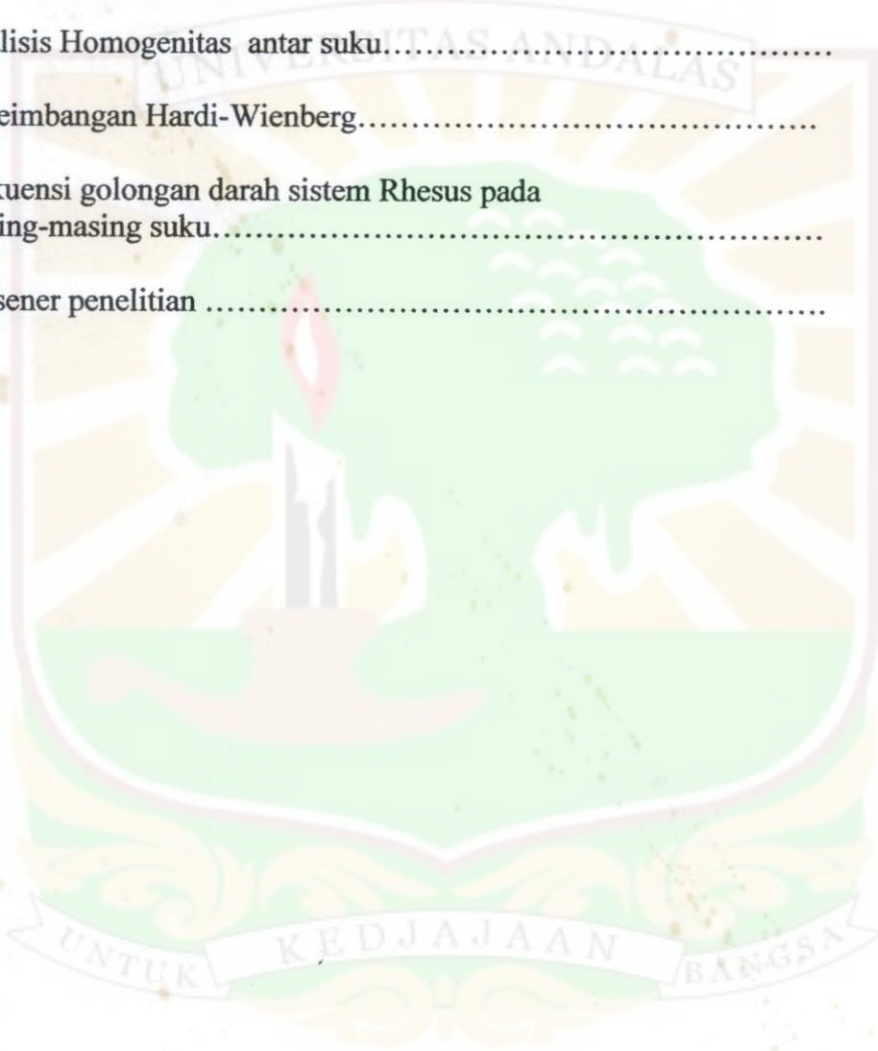 lisis Homogenitas antar suku……………………………………
UNIVERSITAS ANDALAS
eimbangan Hardi-Wienberg……………………………………….
kuensi golongan darah sistem Rhesus pada
ing-masing suku…………………………………………………….
sener penelitian …………………………………………………….
UNTUK KEDJAJAAN BANGSA